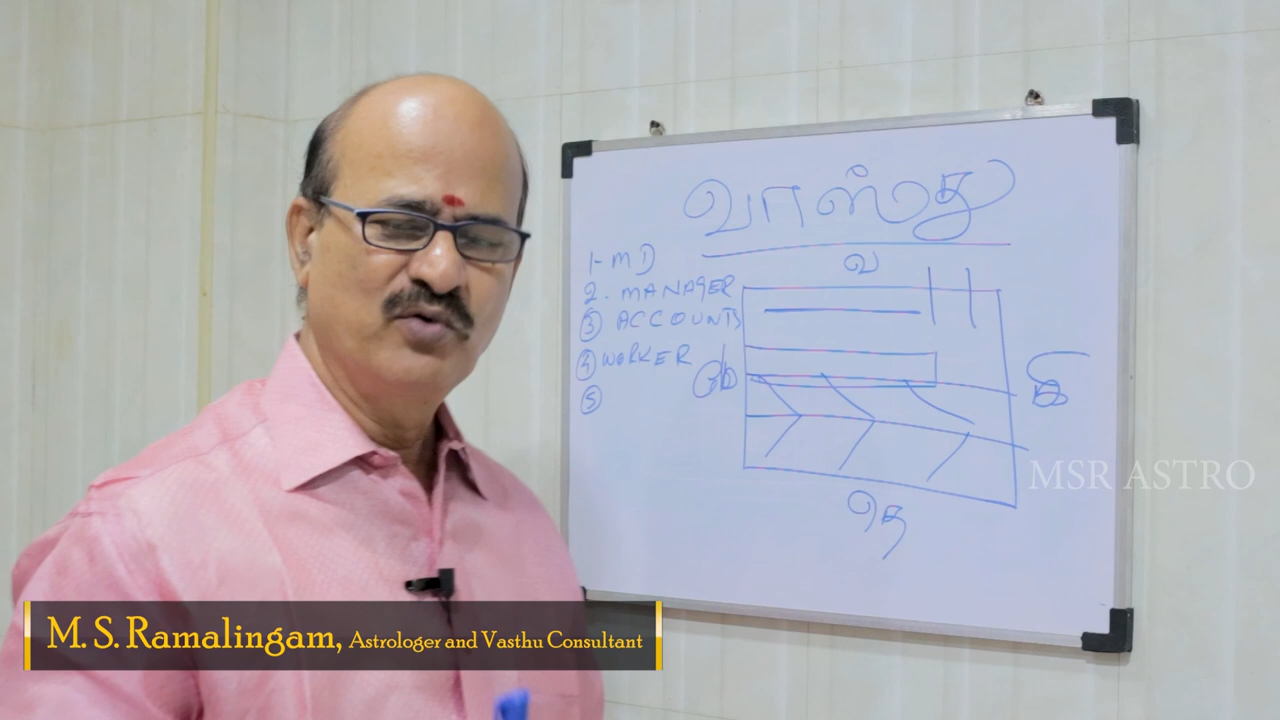 வாஸ்து
1- MD
2. MANAGER
③ ACCOUNTS
④ WORKER
⑤
வ
மே
கி
தெ
MSR ASTRO
M. S. Ramalingam, Astrologer and Vasthu Consultant